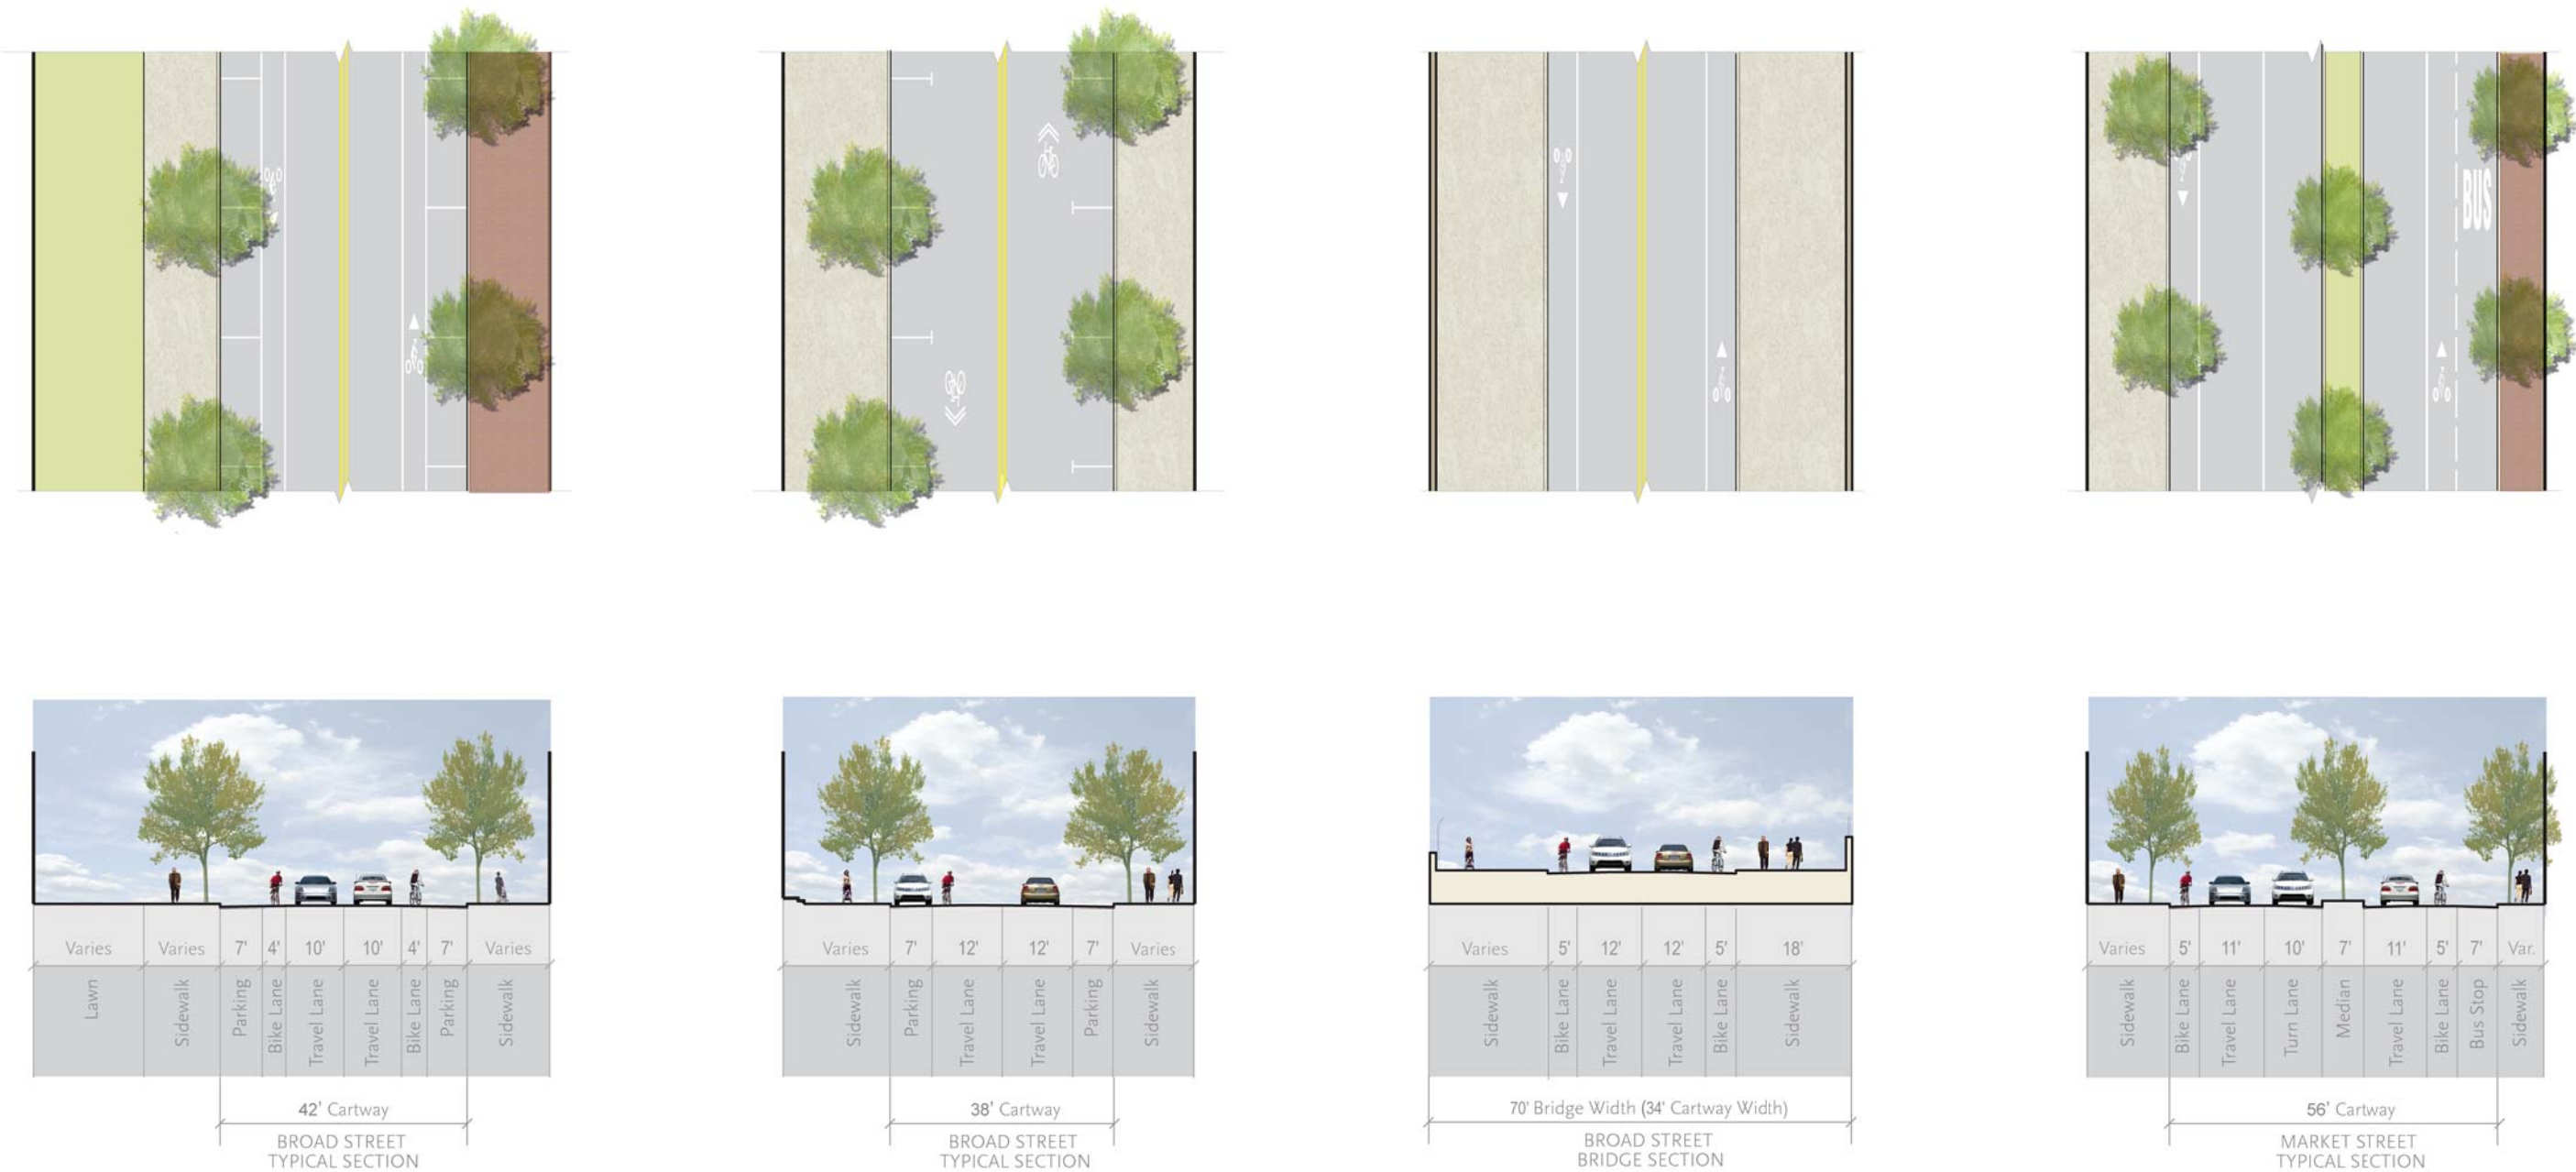 BUS
Varies Varies 7' 4' 10' 10' 4' 7' Varies
Lawn Sidewalk Parking Bike Lane Travel Lane Travel Lane Bike Lane Parking Sidewalk
42' Cartway
BROAD STREET
TYPICAL SECTION
Varies 7' 12' 12' 7' Varies
Sidewalk Parking Travel Lane Travel Lane Parking Sidewalk
38' Cartway
BROAD STREET
TYPICAL SECTION
Varies 5' 12' 12' 5' 18'
Sidewalk Bike Lane Travel Lane Travel Lane Bike Lane Sidewalk
70' Bridge Width (34' Cartway Width)
BROAD STREET
BRIDGE SECTION
Varies 5' 11' 10' 7' 11' 5' 7' Var.
Sidewalk Bike Lane Travel Lane Turn Lane Median Travel Lane Bike Lane Bus Stop Sidewalk
56' Cartway
MARKET STREET
TYPICAL SECTION